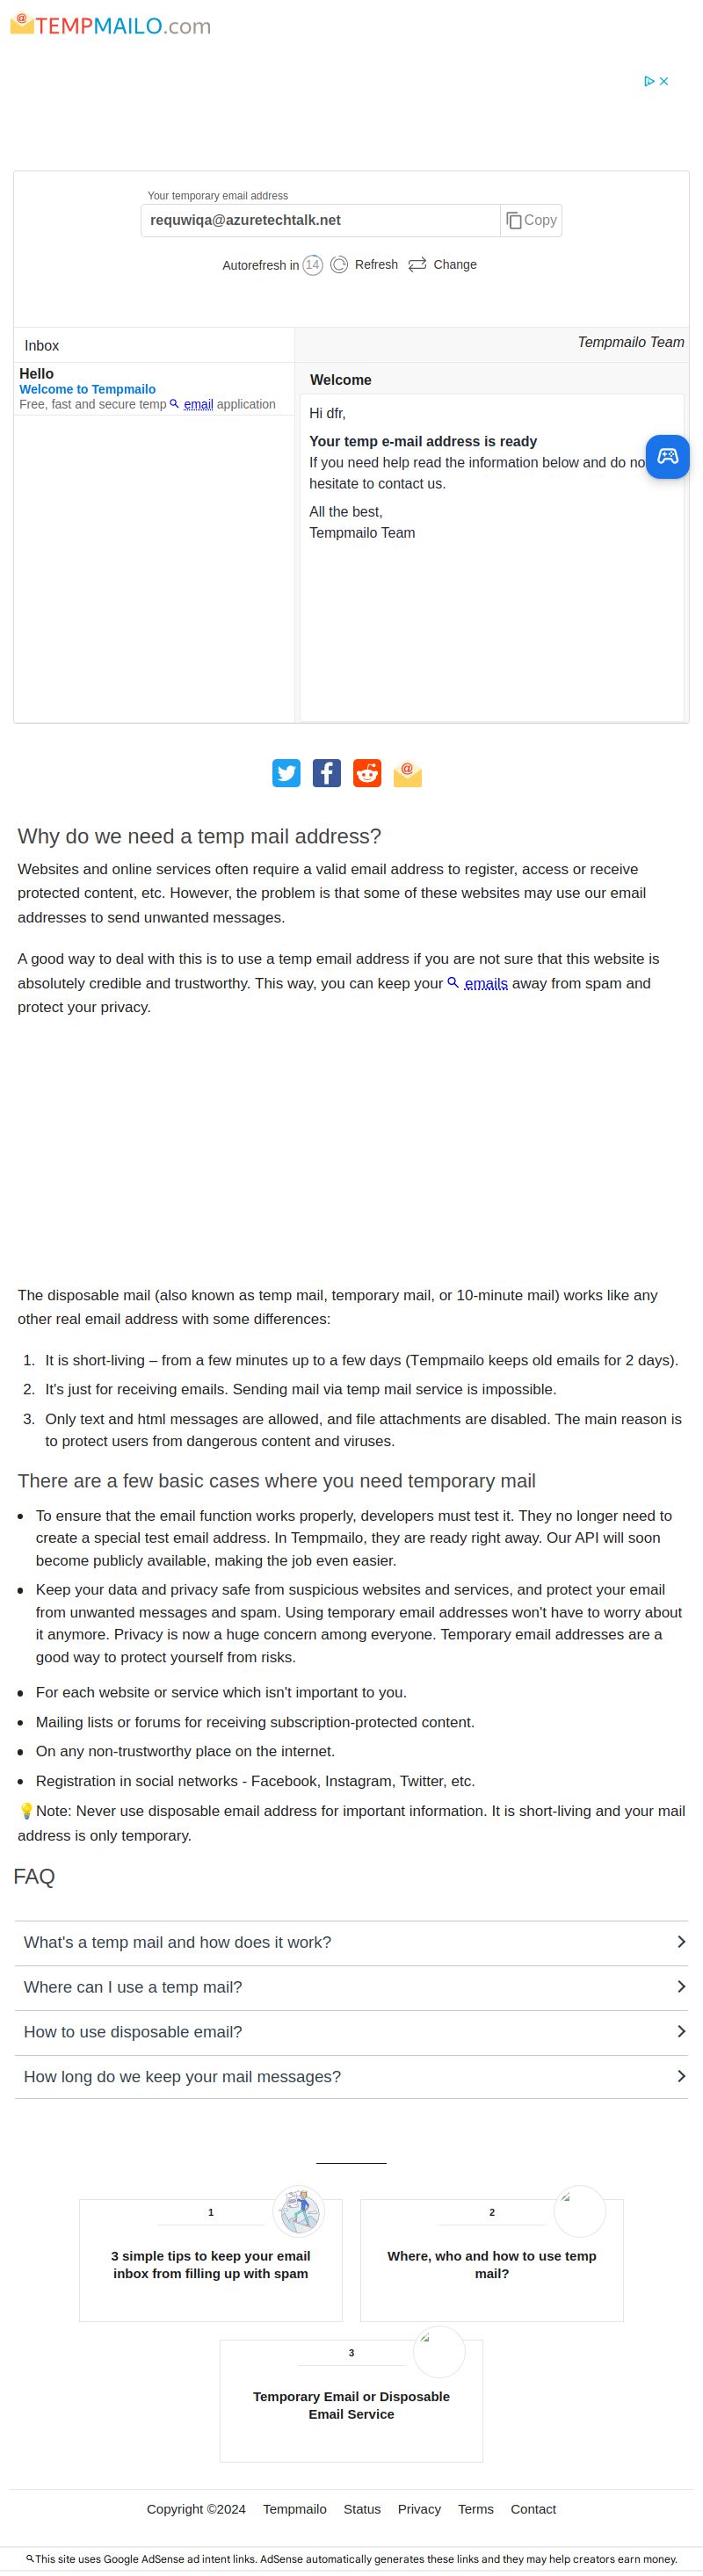 TEMPMAILO.com
Your temporary email address
requwiqa@azuretechtalk.net
Copy
Autorefresh in 14 Refresh Change
Inbox
Tempmailo Team
Hello
Welcome to Tempmailo
Free, fast and secure temp email application
Welcome
Hi dfr,
Your temp e-mail address is ready
If you need help read the information below and do no
hesitate to contact us.
All the best,
Tempmailo Team
Why do we need a temp mail address?
Websites and online services often require a valid email address to register, access or receive
protected content, etc. However, the problem is that some of these websites may use our email
addresses to send unwanted messages.
A good way to deal with this is to use a temp email address if you are not sure that this website is
absolutely credible and trustworthy. This way, you can keep your emails away from spam and
protect your privacy.
The disposable mail (also known as temp mail, temporary mail, or 10-minute mail) works like any
other real email address with some differences:
1. It is short-living – from a few minutes up to a few days (Tempmailo keeps old emails for 2 days).
2. It's just for receiving emails. Sending mail via temp mail service is impossible.
3. Only text and html messages are allowed, and file attachments are disabled. The main reason is
to protect users from dangerous content and viruses.
There are a few basic cases where you need temporary mail
• To ensure that the email function works properly, developers must test it. They no longer need to
create a special test email address. In Tempmailo, they are ready right away. Our API will soon
become publicly available, making the job even easier.
• Keep your data and privacy safe from suspicious websites and services, and protect your email
from unwanted messages and spam. Using temporary email addresses won't have to worry about
it anymore. Privacy is now a huge concern among everyone. Temporary email addresses are a
good way to protect yourself from risks.
• For each website or service which isn't important to you.
• Mailing lists or forums for receiving subscription-protected content.
• On any non-trustworthy place on the internet.
• Registration in social networks - Facebook, Instagram, Twitter, etc.
💡Note: Never use disposable email address for important information. It is short-living and your mail
address is only temporary.
FAQ
What's a temp mail and how does it work?
Where can I use a temp mail?
How to use disposable email?
How long do we keep your mail messages?
1
3 simple tips to keep your email
inbox from filling up with spam
2
Where, who and how to use temp
mail?
3
Temporary Email or Disposable
Email Service
Copyright ©2024 Tempmailo Status Privacy Terms Contact
This site uses Google AdSense ad intent links. AdSense automatically generates these links and they may help creators earn money.